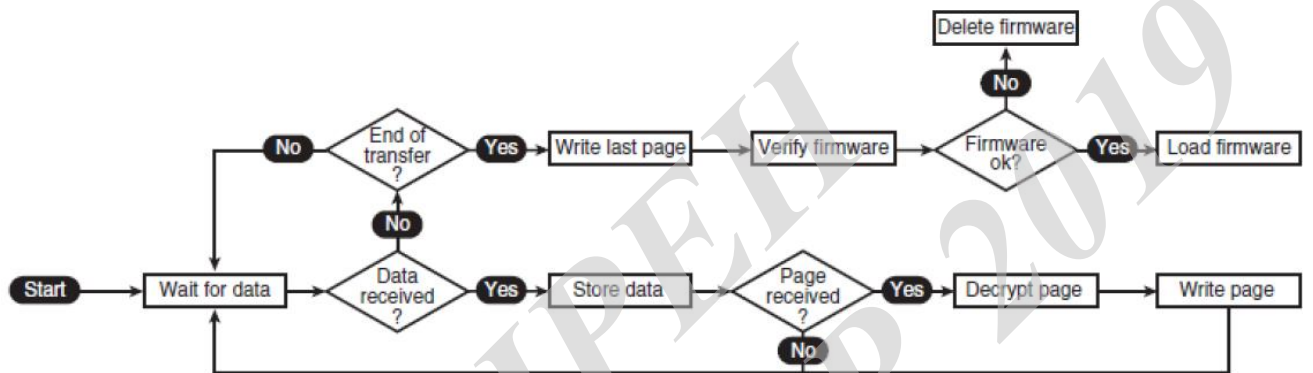 Delete firmware
No
No
End of
transfer
?
Yes
Write last page
Verify firmware
Firmware
ok?
Yes
Load firmware
No
Start
Wait for data
Data
received
?
Yes
Store data
Page
received
?
Yes
Decrypt page
Write page
No
2019